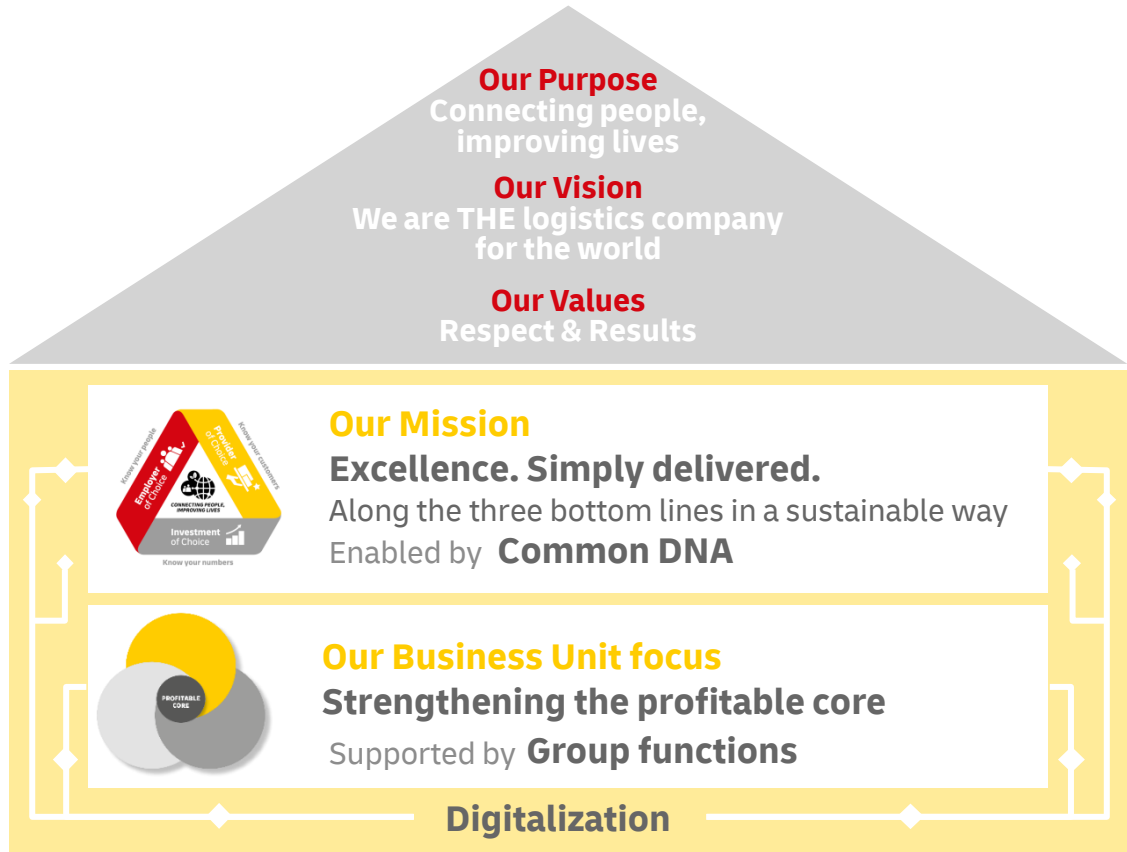 Our Purpose
Connecting people,
improving lives
Our Vision
We are THE logistics company
for the world
Our Values
Respect & Results
Know your people
Employer
of Choice
Provider
of Choice
Know your customers
CONNECTING PEOPLE,
IMPROVING LIVES
Investment
of Choice
Know your numbers
Our Mission
Excellence. Simply delivered.
Along the three bottom lines in a sustainable way
Enabled by Common DNA
PROFITABLE
CORE
Our Business Unit focus
Strengthening the profitable core
Supported by Group functions
Digitalization